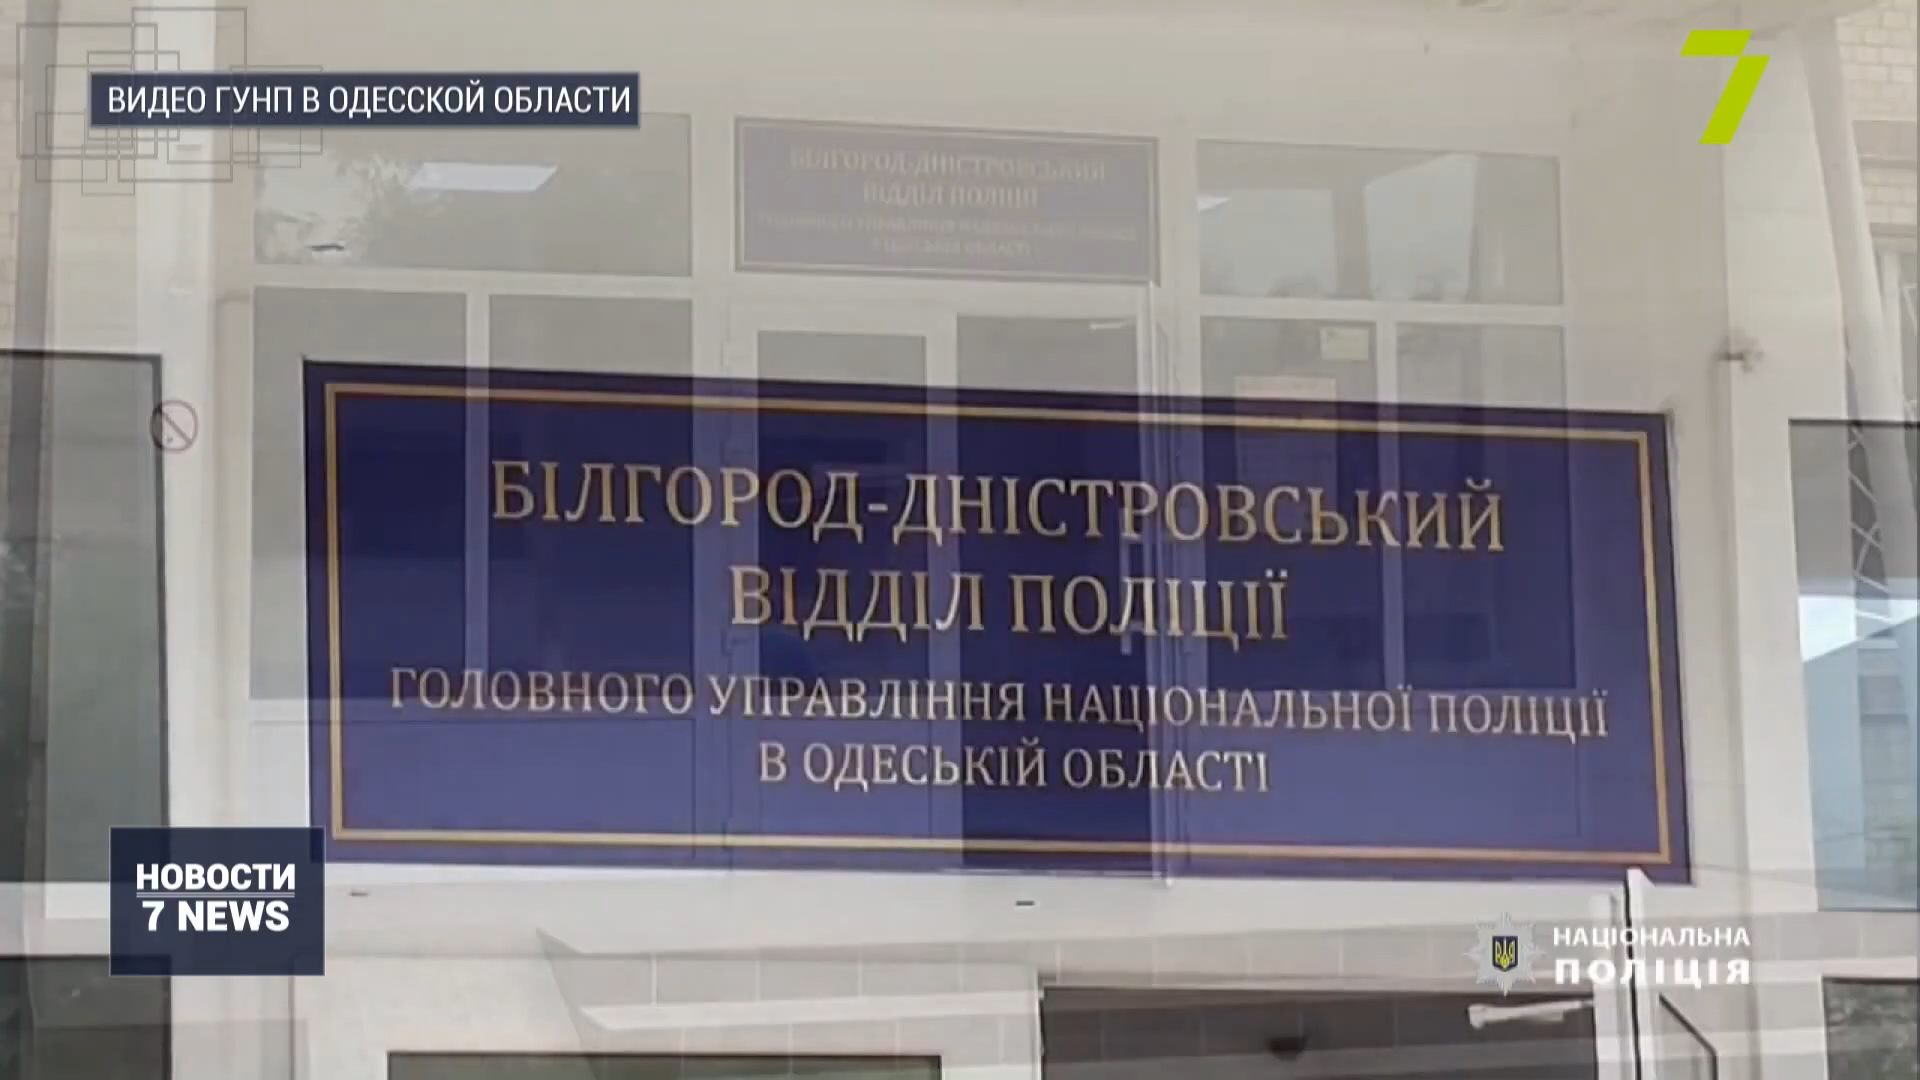 ВИДЕО ГУНП В ОДЕССКОЙ ОБЛАСТИ
7
БІЛГОРОД-ДНІСТРОВСЬКИЙ
ВІДДІЛ ПОЛІЦІЇ
БІЛГОРОД-ДНІСТРОВСЬКИЙ
ВІДДІЛ ПОЛІЦІЇ
ГОЛОВНОГО УПРАВЛІННЯ НАЦІОНАЛЬНОЇ ПОЛІЦІЇ
В ОДЕСЬКІЙ ОБЛАСТІ
НОВОСТИ
7 NEWS
НАЦІОНАЛЬНА
ПОЛІЦІЯ